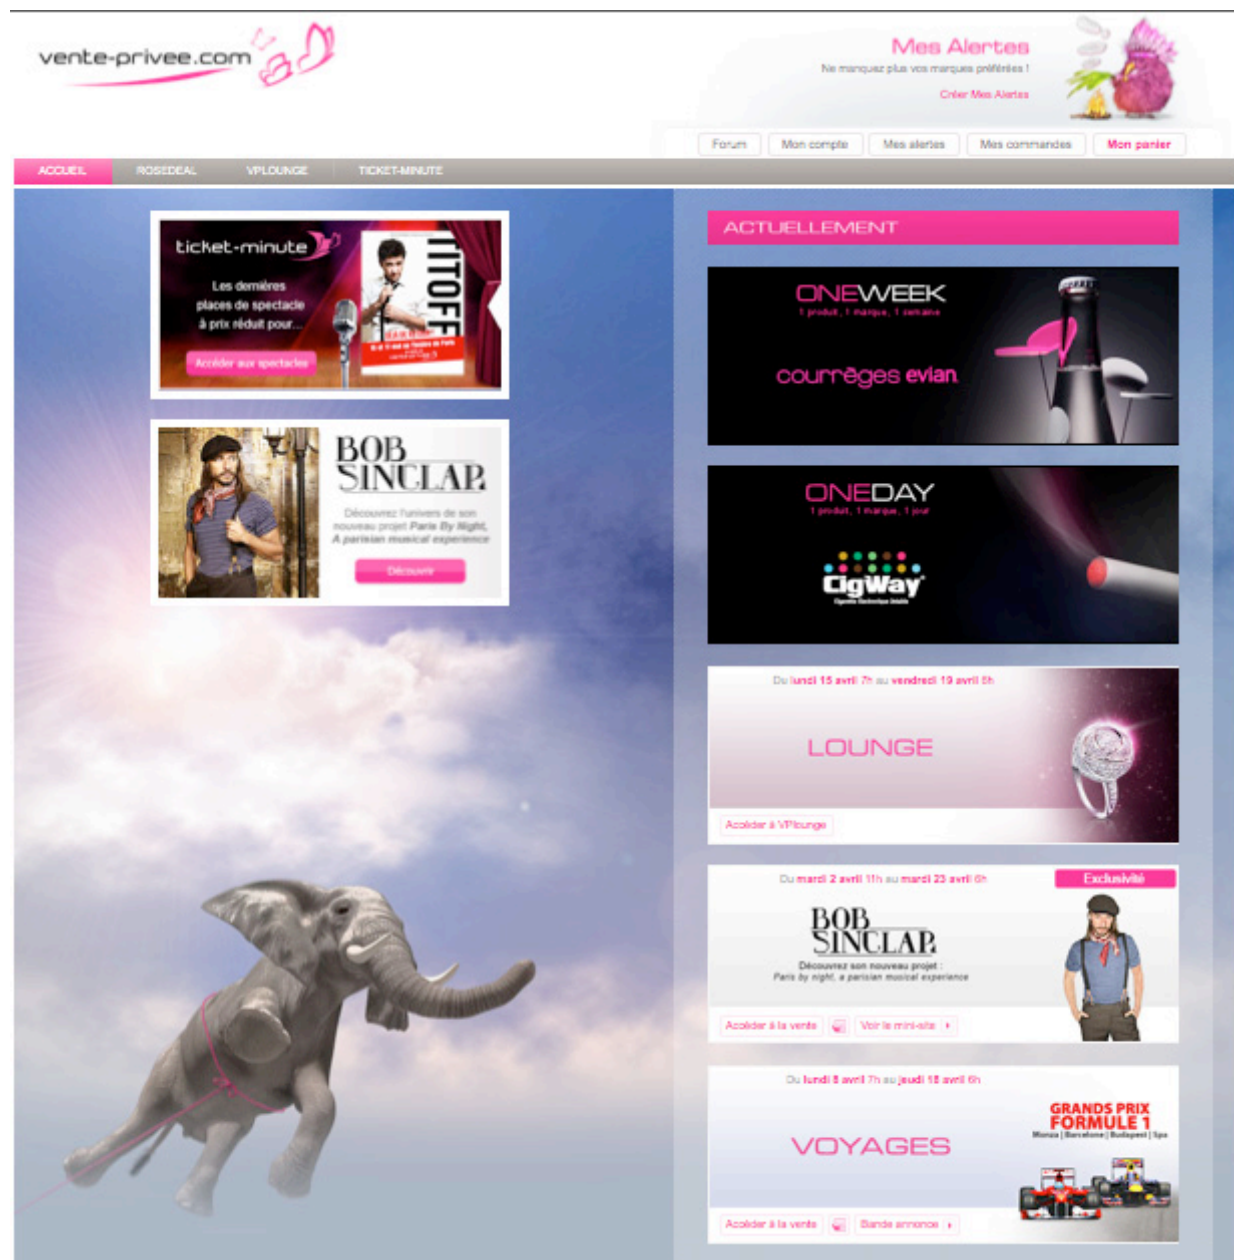 vente-privee.com
Mes Alertes
Ne manquez plus vos marques préférées !
Créer Mes Alertes
Forum
Mon compte
Mes alertes
Mes commandes
Mon panier
ACCUEIL
ROSEDEAL
VPLOUNGE
TICKET-MINUTE
ticket-minute
Les dernières
places de spectacle
à prix réduit pour...
Accéder aux spectacles
TITOFF
BOB
SINCLAR
Découvrez l'univers de son
nouveau projet Paris By Night,
A parisian musical experience
Découvrir
ACTUELLEMENT
ONEWEEK
1 produit, 1 marque, 1 semaine
courrèges evian
ONEDAY
1 produit, 1 marque, 1 jour
CigWay
Du lundi 15 avril 7h au vendredi 19 avril 6h
LOUNGE
Accéder à VPlounge
Du mardi 2 avril 11h au mardi 23 avril 6h
Exclusivité
BOB
SINCLAR
Découvrez son nouveau projet :
Paris by night, a parisian musical experience
Accéder à la vente
Voir le mini-site
Du lundi 8 avril 7h au jeudi 18 avril 6h
GRANDS PRIX
FORMULE 1
Monza | Barcelone | Budapest | Spa
VOYAGES
Accéder à la vente
Bande annonce